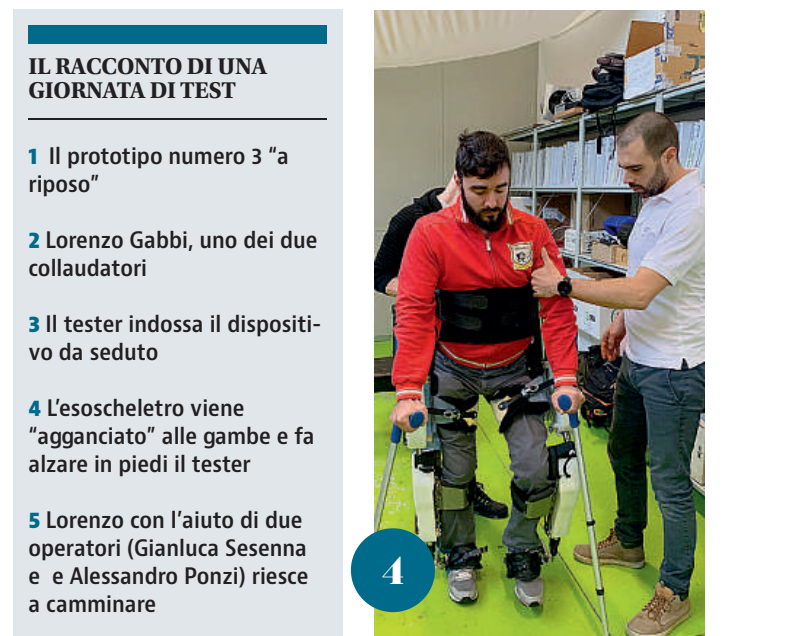 IL RACCONTO DI UNA
GIORNATA DI TEST
1 Il prototipo numero 3 “a
riposo”
2 Lorenzo Gabbi, uno dei due
collaudatori
3 Il tester indossa il dispositi-
vo da seduto
4 L’esoscheletro viene
“agganciato” alle gambe e fa
alzare in piedi il tester
5 Lorenzo con l’aiuto di due
operatori (Gianluca Sesenna
e e Alessandro Ponzi) riesce
a camminare
4